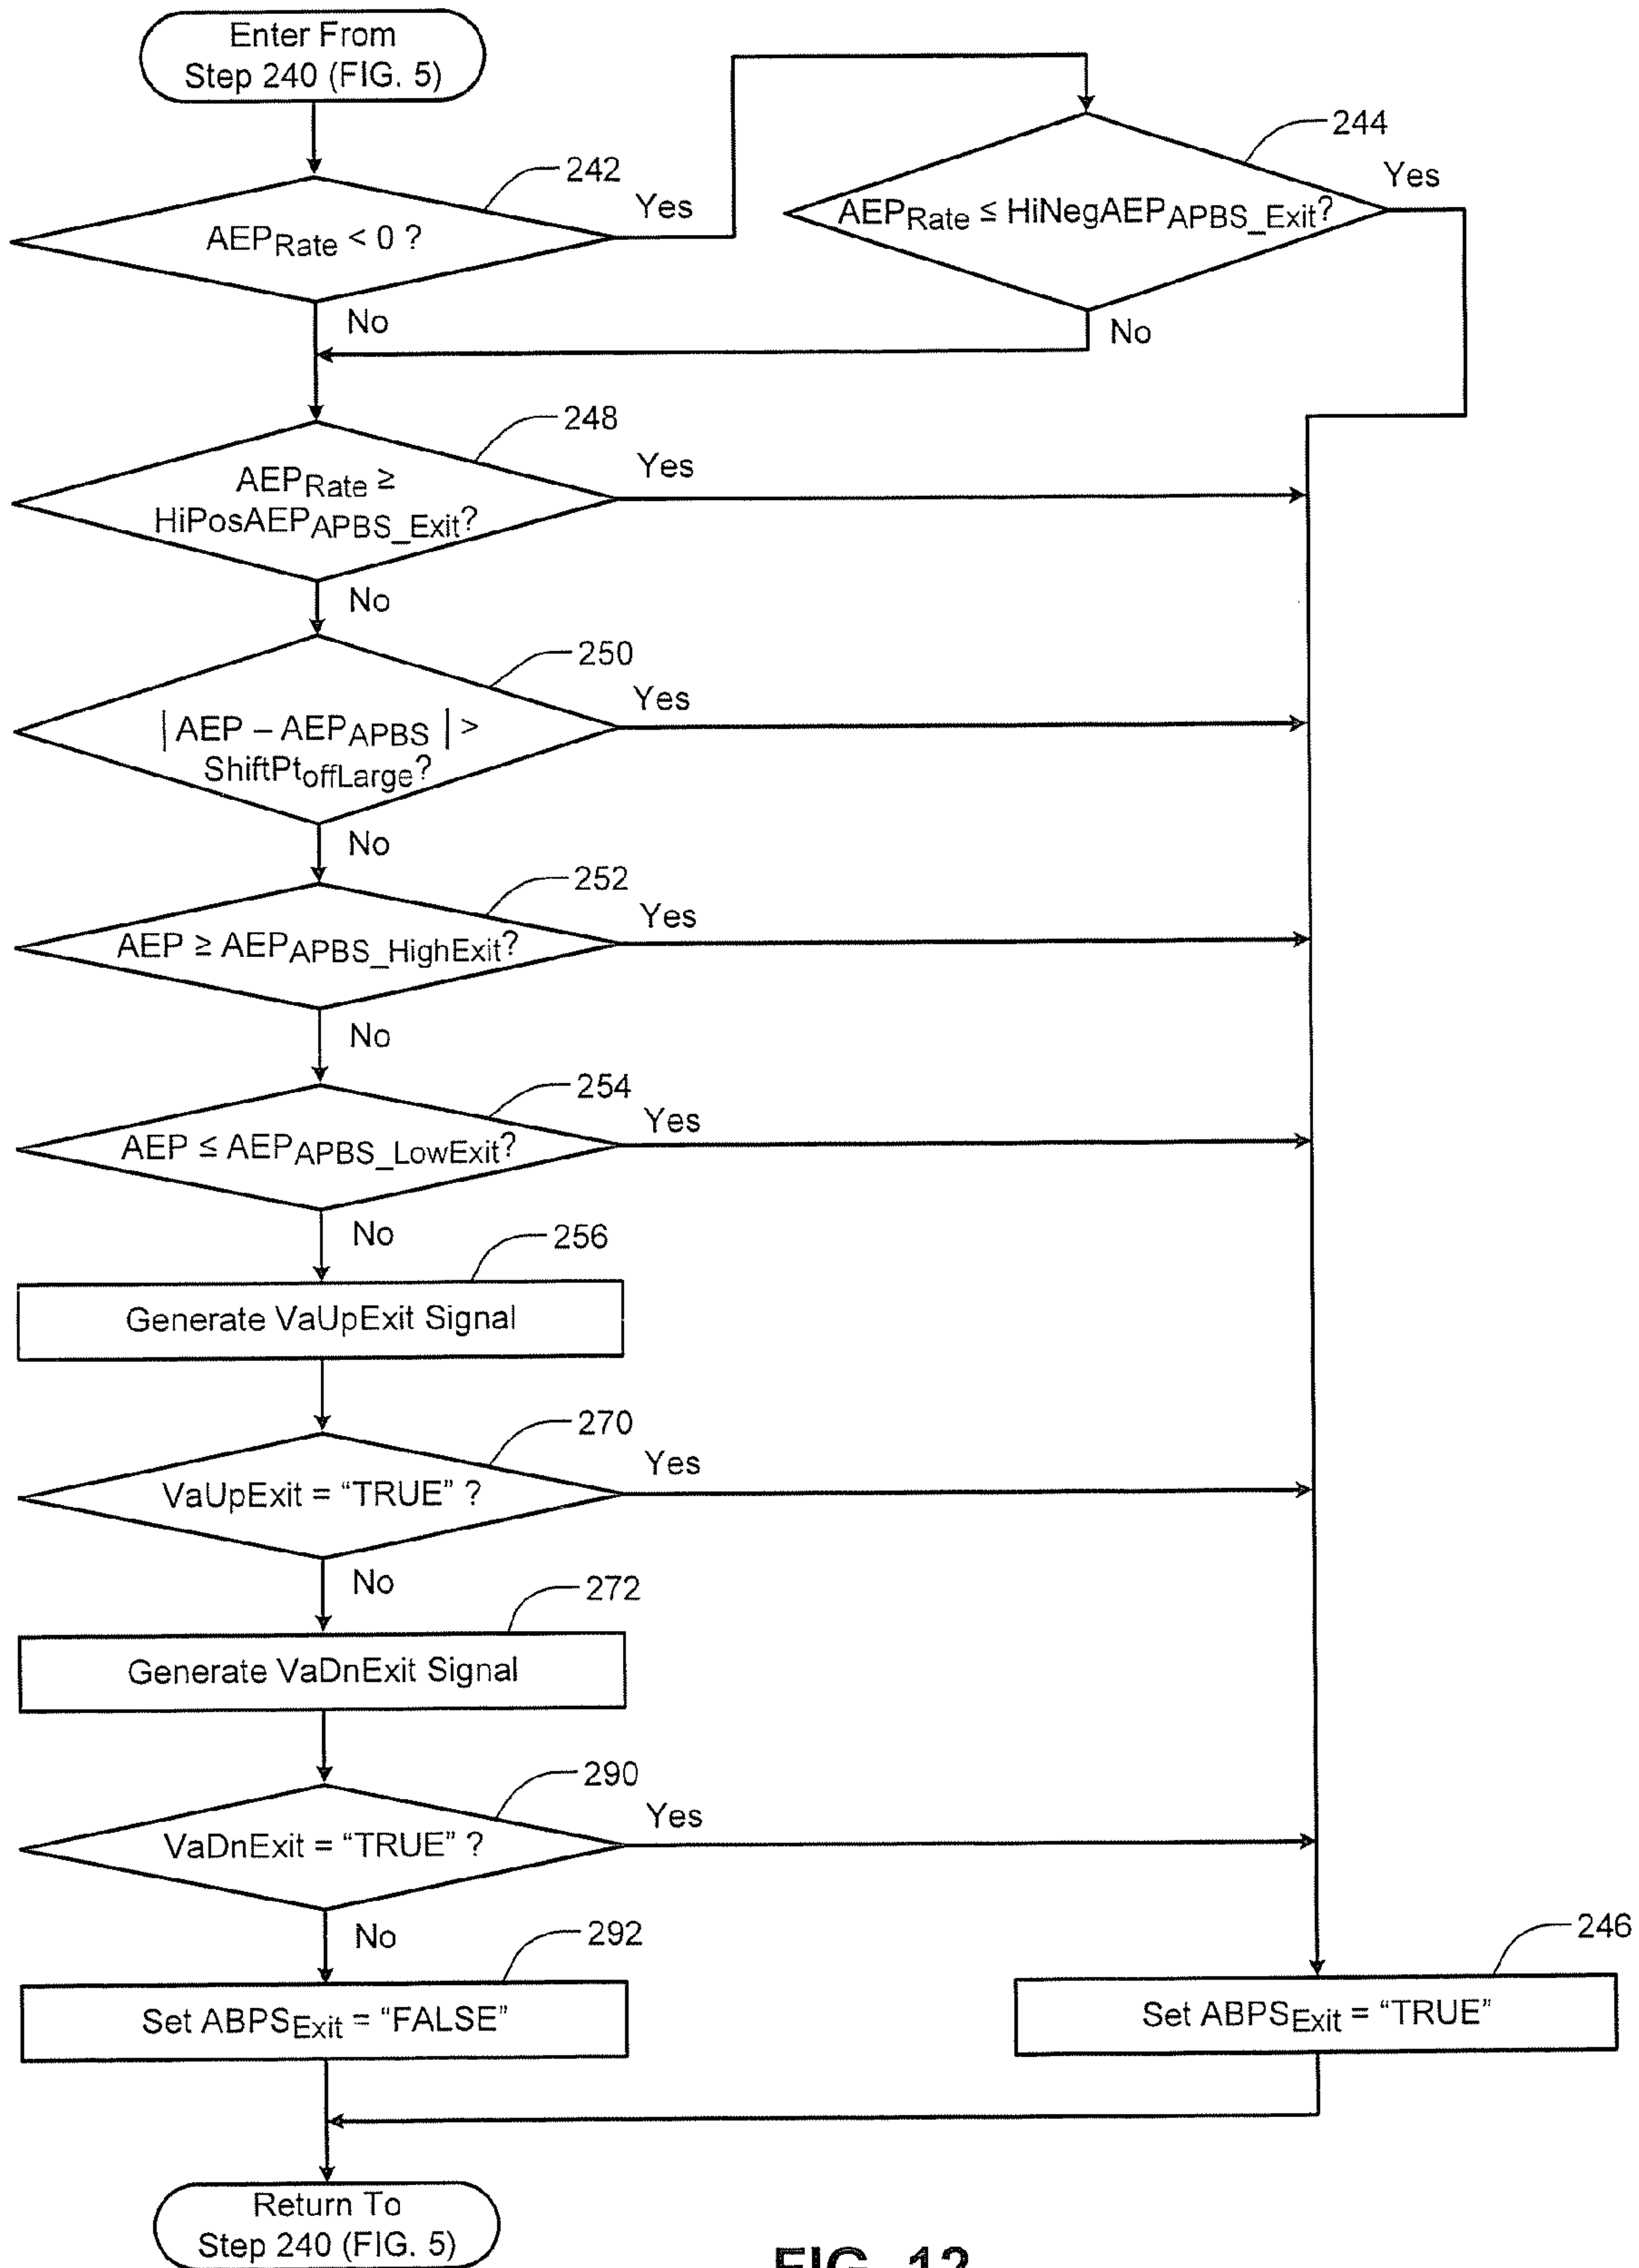 Enter From
Step 240 (FIG. 5)
242
AEPRate < 0 ?
Yes
No
244
AEPRate ≤ HiNegAEPAPBS_Exit?
Yes
No
248
AEPRate ≥
HiPosAEPAPBS_Exit?
Yes
No
250
| AEP – AEPAPBS | >
ShiftPtoffLarge?
Yes
No
252
AEP ≥ AEPAPBS_HighExit?
Yes
No
254
AEP ≤ AEPAPBS_LowExit?
Yes
No
256
Generate VaUpExit Signal
270
VaUpExit = “TRUE” ?
Yes
No
272
Generate VaDnExit Signal
290
VaDnExit = “TRUE” ?
Yes
No
292
Set ABPSExit = “FALSE”
246
Set ABPSExit = “TRUE”
Return To
Step 240 (FIG. 5)
FIG. 12